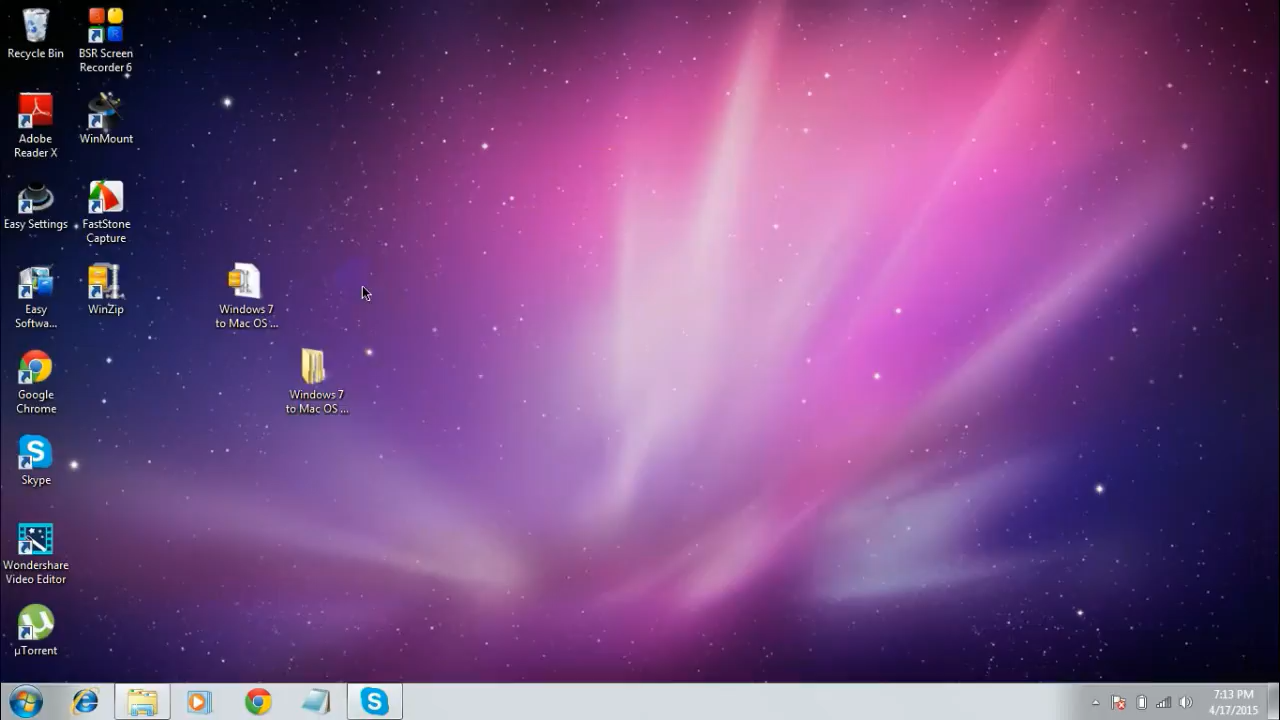 Recycle Bin
BSR Screen
Recorder 6
Adobe
Reader X
WinMount
Easy Settings
FastStone
Capture
Easy
Softwa...
WinZip
Windows 7
to Mac OS ...
Google
Chrome
Windows 7
to Mac OS ...
Skype
Wondershare
Video Editor
µTorrent
7:13 PM
4/17/2015